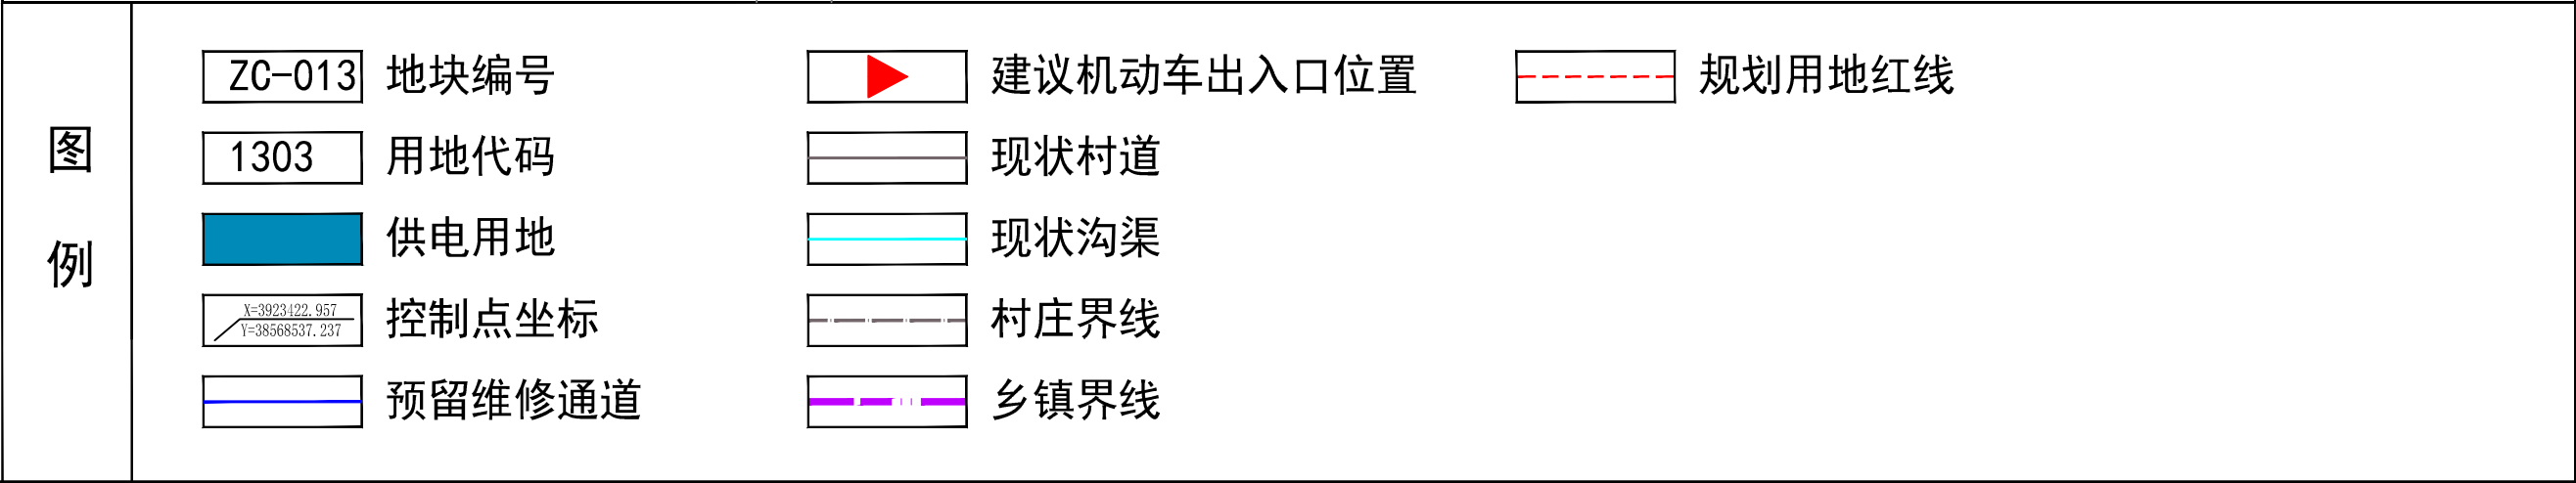 图例
ZC-013 地块编号
1303 用地代码
供电用地
X=3923422.957
Y=38568537.237
控制点坐标
预留维修通道
建议机动车出入口位置
现状村道
现状沟渠
村庄界线
乡镇界线
规划用地红线